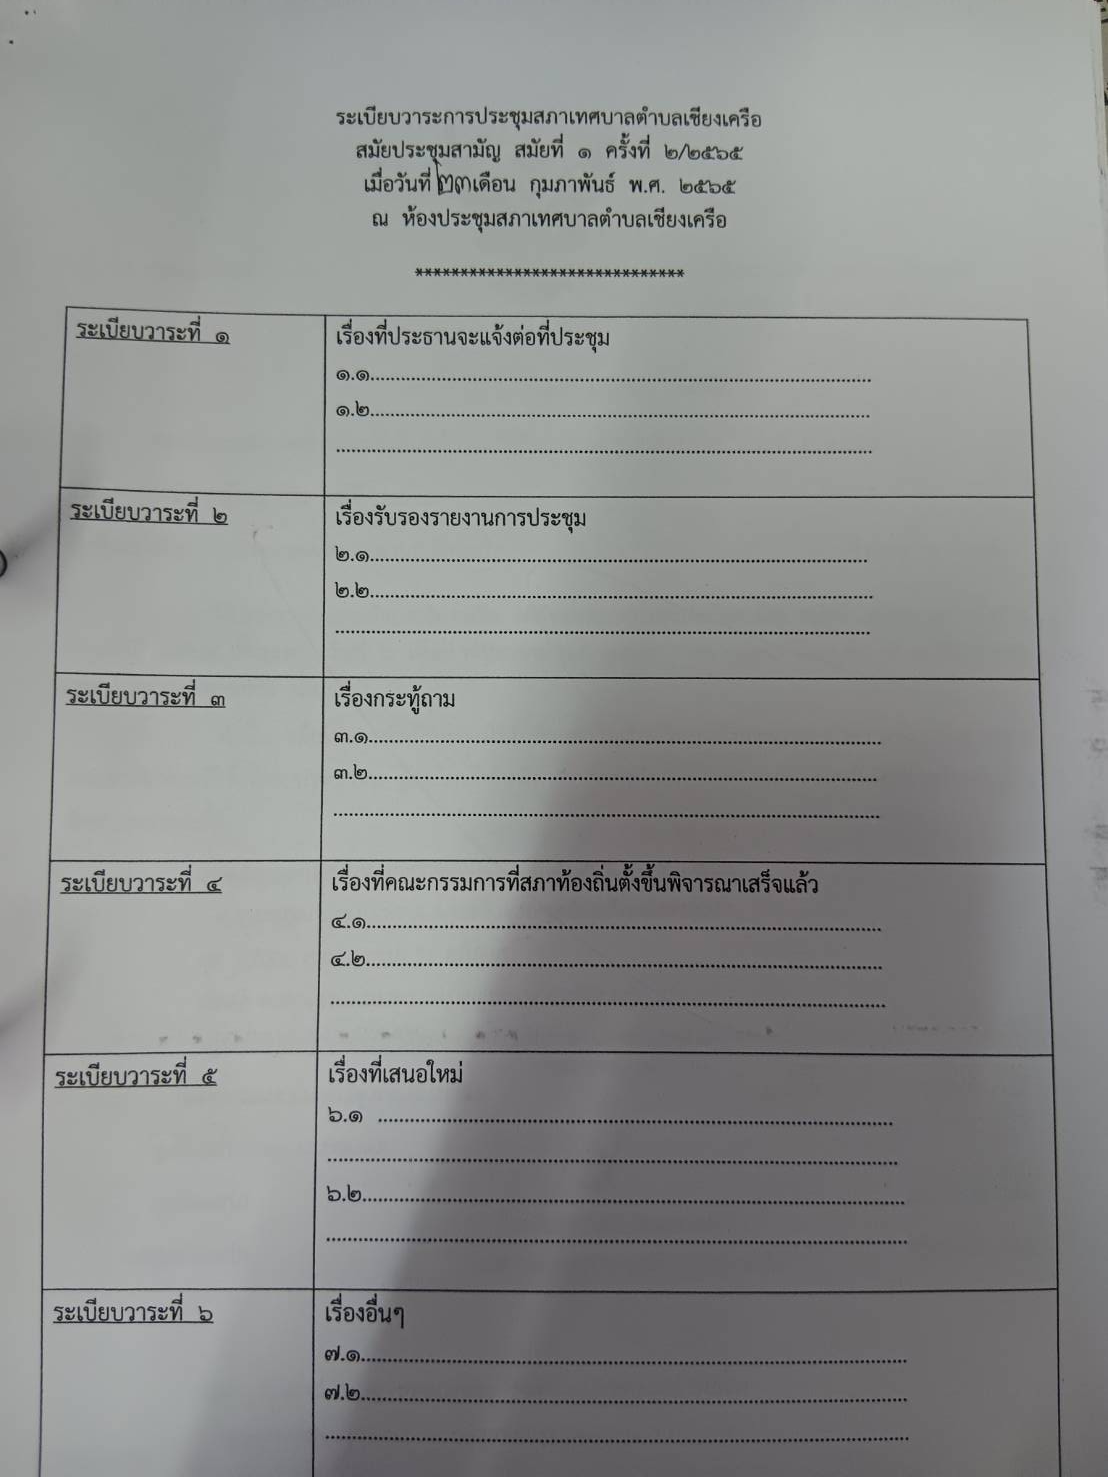 ระเบียบวาระการประชุมสภาเทศบาลตำบลเชียงเครือ
สมัยประชุมสามัญ สมัยที่ ๑ ครั้งที่ ๒/๒๕๖๕
เมื่อวันที่ ๒๓ เดือน กุมภาพันธ์ พ.ศ. ๒๕๖๕
ณ ห้องประชุมสภาเทศบาลตำบลเชียงเครือ
******************************
ระเบียบวาระที่ ๑
เรื่องที่ประธานจะแจ้งต่อที่ประชุม
๑.๑....................
๑.๒....................
....................
ระเบียบวาระที่ ๒
เรื่องรับรองรายงานการประชุม
๒.๑....................
๒.๒....................
....................
ระเบียบวาระที่ ๓
เรื่องกระทู้ถาม
๓.๑....................
๓.๒....................
....................
ระเบียบวาระที่ ๔
เรื่องที่คณะกรรมการที่สภาท้องถิ่นตั้งขึ้นพิจารณาเสร็จแล้ว
๔.๑....................
๔.๒....................
....................
ระเบียบวาระที่ ๕
เรื่องที่เสนอใหม่
๖.๑ ....................
....................
๖.๒....................
....................
ระเบียบวาระที่ ๖
เรื่องอื่นๆ
๗.๑....................
๗.๒....................
....................